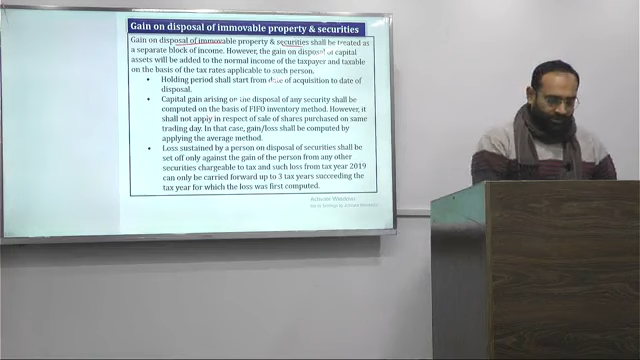 Gain on disposal of immovable property & securities
Gain on disposal of immovable property & securities shall be treated as
a separate block of income. However, the gain on disposal of capital
assets will be added to the normal income of the taxpayer and taxable
on the basis of the tax rates applicable to such person.
• Holding period shall start from date of acquisition to date of
disposal.
• Capital gain arising on the disposal of any security shall be
computed on the basis of FIFO inventory method. However, it
shall not apply in respect of sale of shares purchased on same
trading day. In that case, gain/loss shall be computed by
applying the average method.
• Loss sustained by a person on disposal of securities shall be
set off only against the gain of the person from any other
securities chargeable to tax and such loss from tax year 2019
can only be carried forward up to 3 tax years succeeding the
tax year for which the loss was first computed.
Activate Windows
Go to Settings to activate Windows.